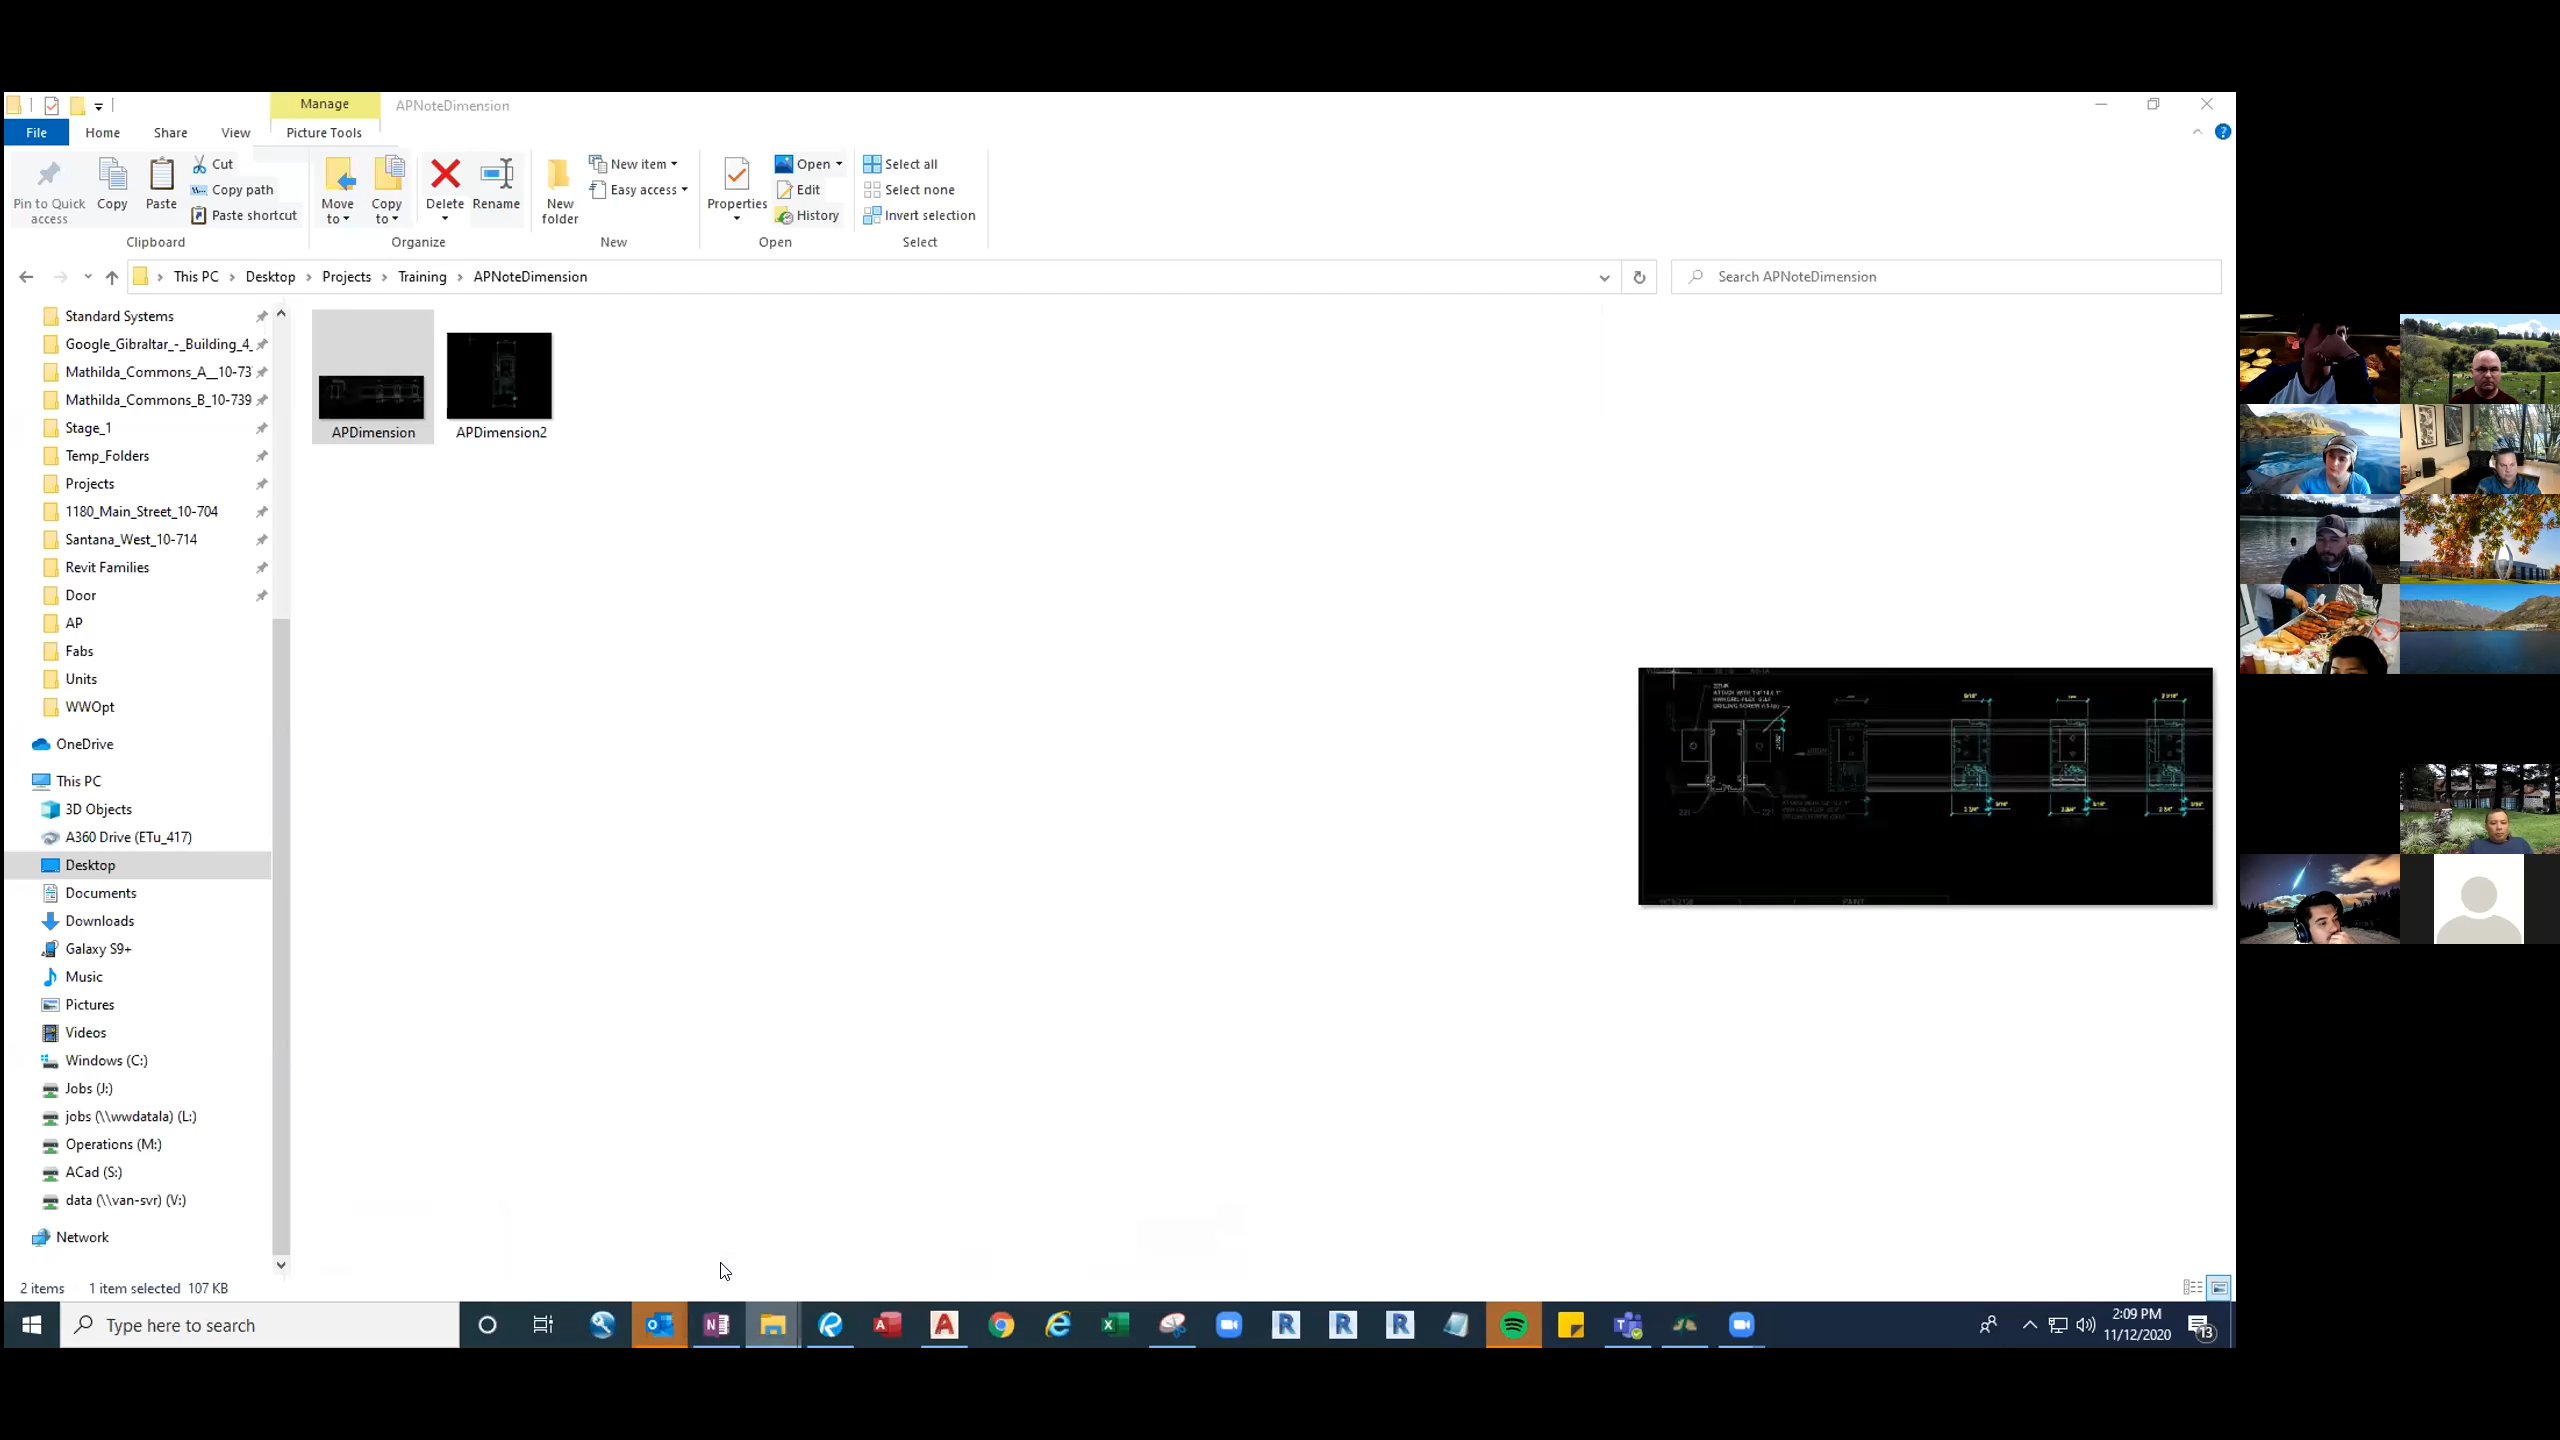 Manage
APNoteDimension
File
Home
Share
View
Picture Tools
Pin to Quick access
Copy
Paste
Cut
Copy path
Paste shortcut
Clipboard
Move to
Copy to
Delete
Rename
Organize
New folder
New item
Easy access
New
Properties
Open
Edit
History
Open
Select all
Select none
Invert selection
Select
This PC
Desktop
Projects
Training
APNoteDimension
Search APNoteDimension
Standard Systems
Google_Gibraltar_-_Building_4_
Mathilda_Commons_A__10-73
Mathilda_Commons_B_10-739
Stage_1
Temp_Folders
Projects
1180_Main_Street_10-704
Santana_West_10-714
Revit Families
Door
AP
Fabs
Units
WWOpt
OneDrive
This PC
3D Objects
A360 Drive (ETu_417)
Desktop
Documents
Downloads
Galaxy S9+
Music
Pictures
Videos
Windows (C:)
Jobs (J:)
jobs (\\wwdatala) (L:)
Operations (M:)
ACad (S:)
data (\\van-svr) (V:)
Network
APDimension
APDimension2
2 items
1 item selected 107 KB
Type here to search
2:09 PM
11/12/2020
13